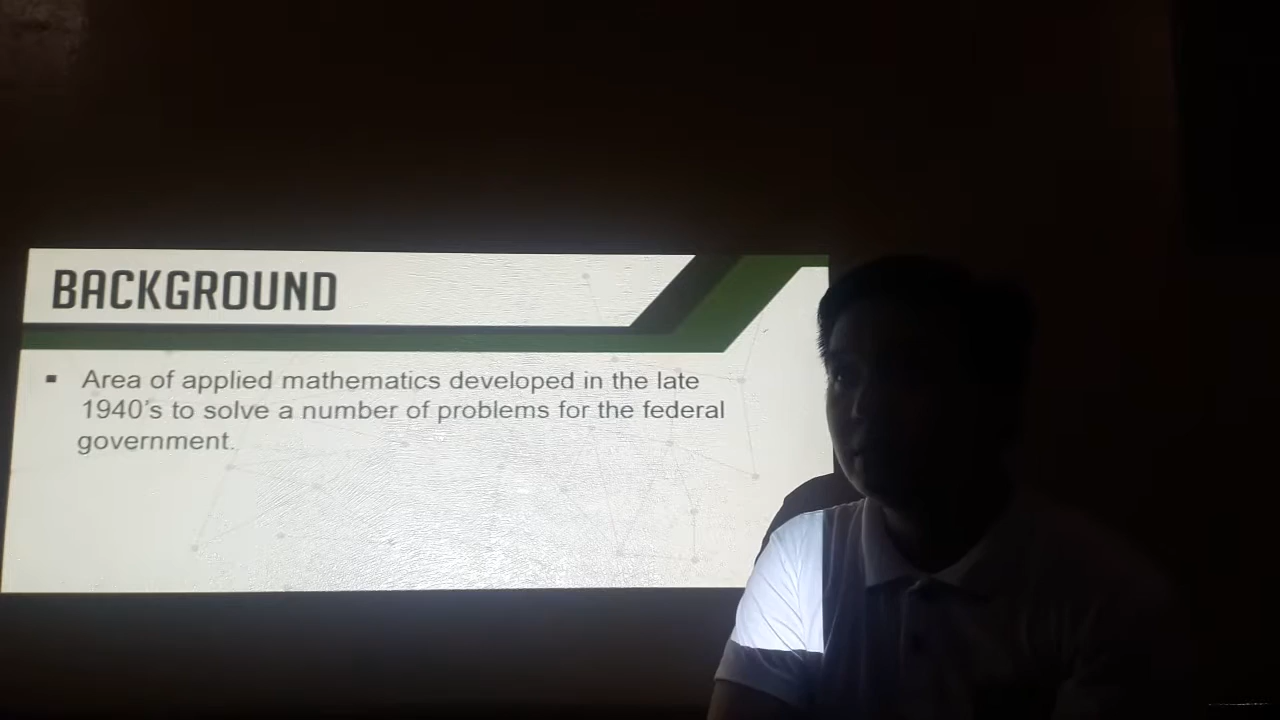 BACKGROUND
▪ Area of applied mathematics developed in the late
1940's to solve a number of problems for the federal
government.